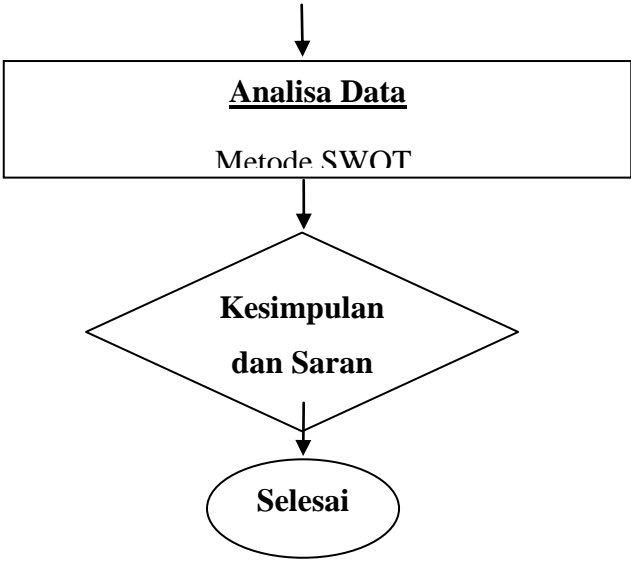 Analisa Data
Metode SWOT
Kesimpulan
dan Saran
Selesai